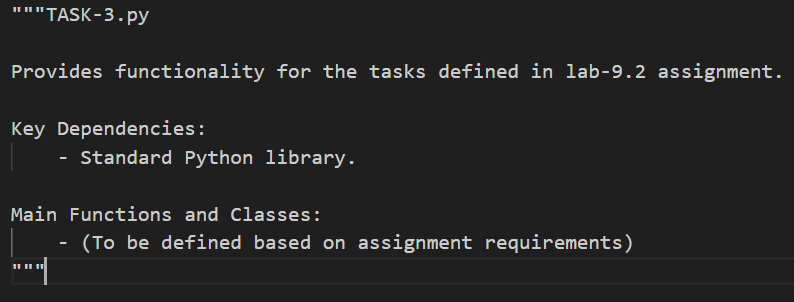 """TASK-3.py
Provides functionality for the tasks defined in lab-9.2 assignment.
Key Dependencies:
- Standard Python library.
Main Functions and Classes:
- (To be defined based on assignment requirements)
"""